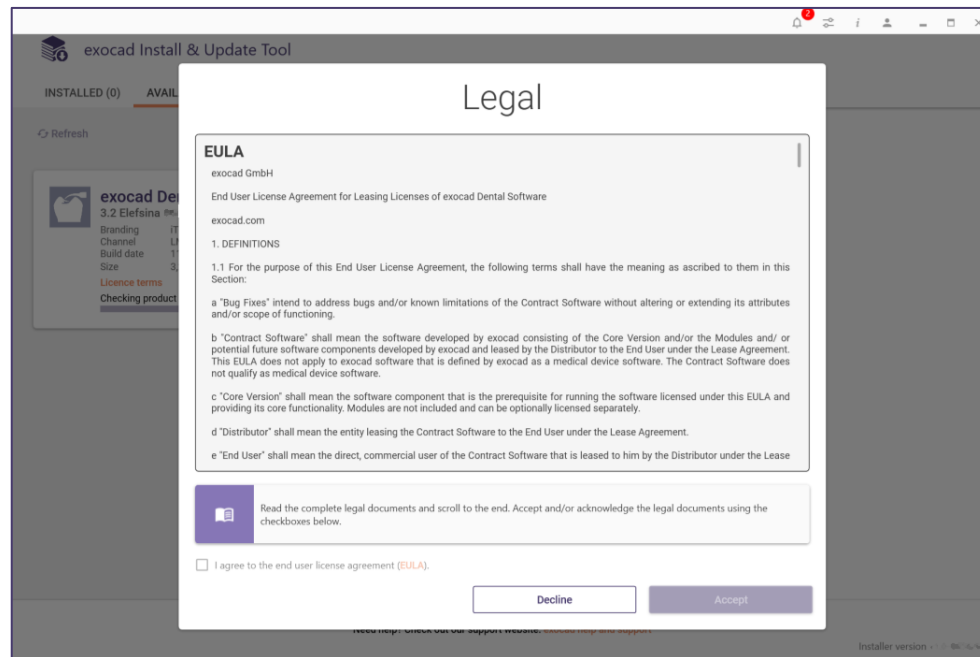 2
i
exocad Install & Update Tool
INSTALLED (0) AVAIL
Refresh
Legal
EULA
exocad GmbH
End User License Agreement for Leasing Licenses of exocad Dental Software
exocad.com
1. DEFINITIONS
1.1 For the purpose of this End User License Agreement, the following terms shall have the meaning as ascribed to them in this
Section:
a "Bug Fixes" intend to address bugs and/or known limitations of the Contract Software without altering or extending its attributes
and/or scope of functioning.
b "Contract Software" shall mean the software developed by exocad consisting of the Core Version and/or the Modules and/ or
potential future software components developed by exocad and leased by the Distributor to the End User under the Lease Agreement.
This EULA does not apply to exocad software that is defined by exocad as a medical device software. The Contract Software does
not qualify as medical device software.
c "Core Version" shall mean the software component that is the prerequisite for running the software licensed under this EULA and
providing its core functionality. Modules are not included and can be optionally licensed separately.
d "Distributor" shall mean the entity leasing the Contract Software to the End User under the Lease Agreement.
e "End User" shall mean the direct, commercial user of the Contract Software that is leased to him by the Distributor under the Lease
exocad De
3.2 Elefsina
Branding iT
Channel
Build date 1
Size 3,
Licence terms
Checking product
Read the complete legal documents and scroll to the end. Accept and/or acknowledge the legal documents using the
checkboxes below.
I agree to the end user license agreement (EULA).
Decline Accept
Need help? Check out our support website: exocad help and support
Installer version